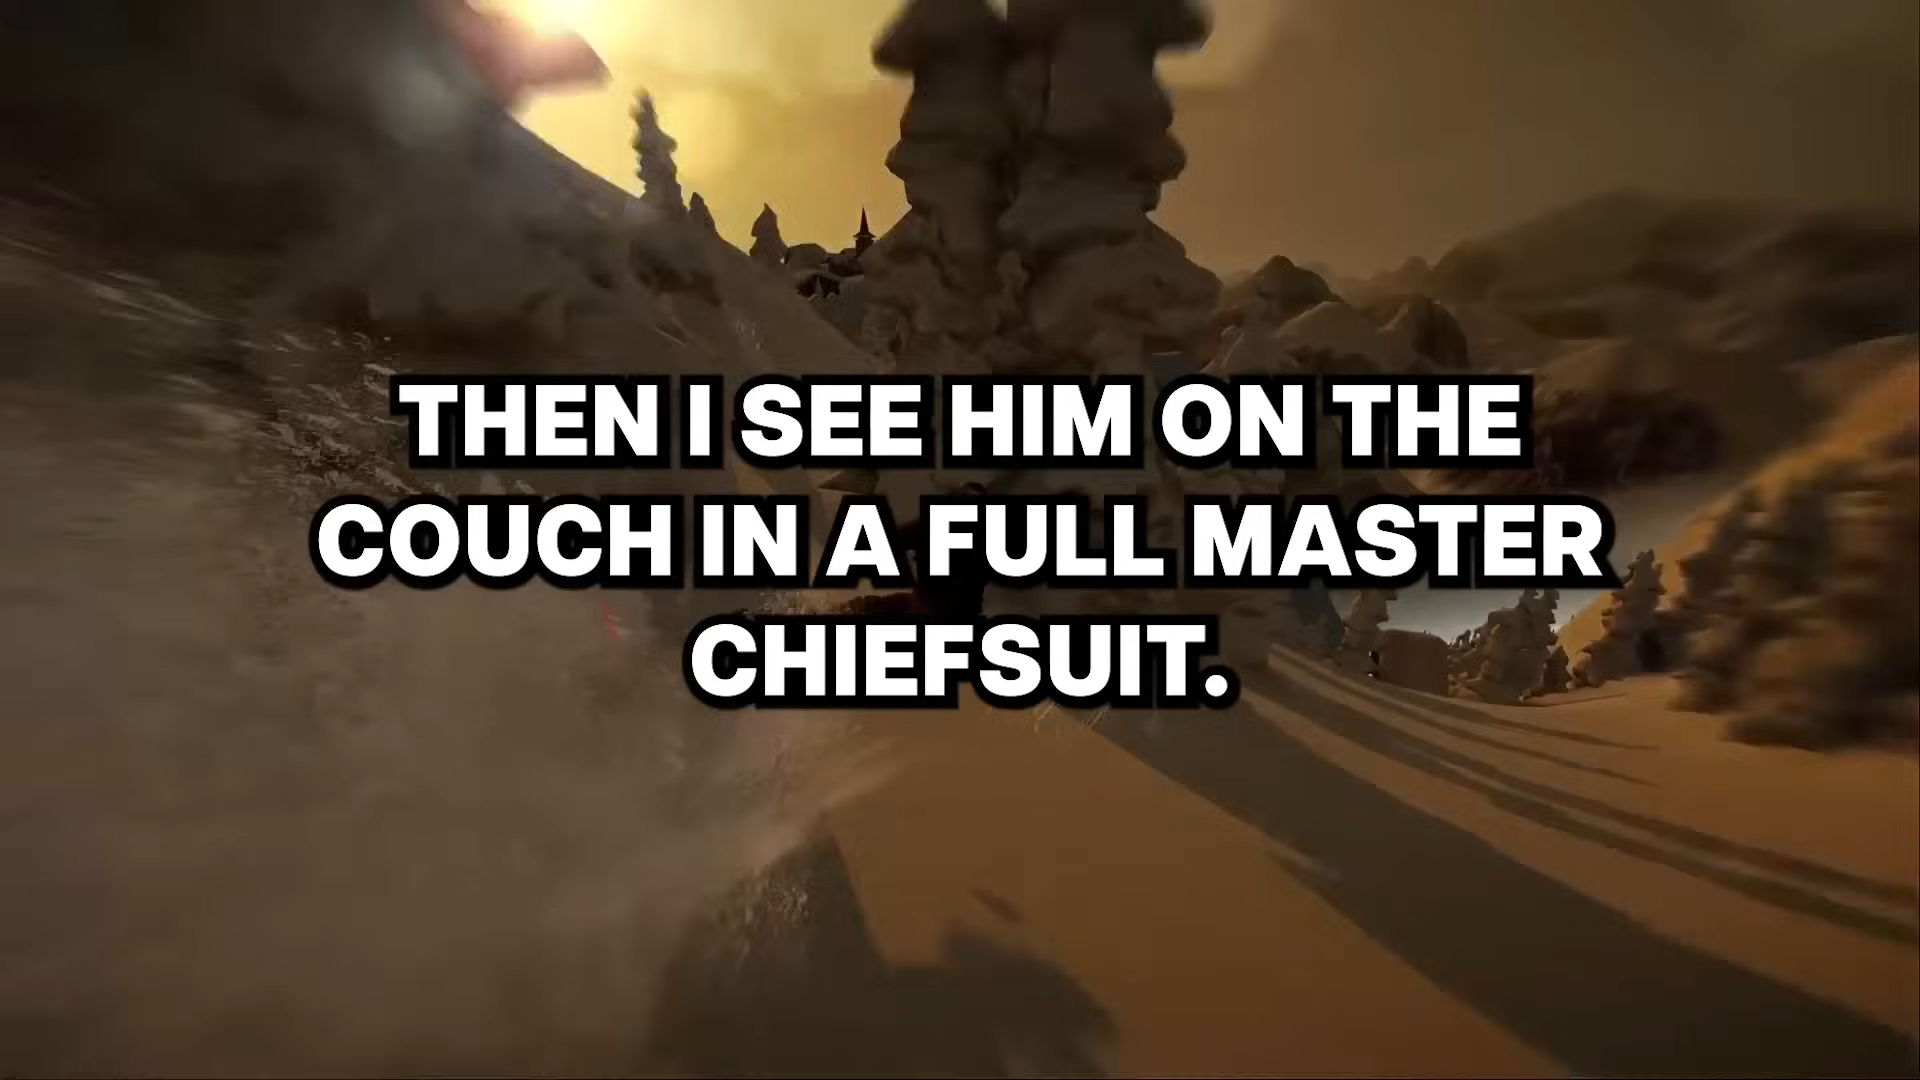 THEN I SEE HIM ON THE
COUCH IN A FULL MASTER
CHIEFSUIT.